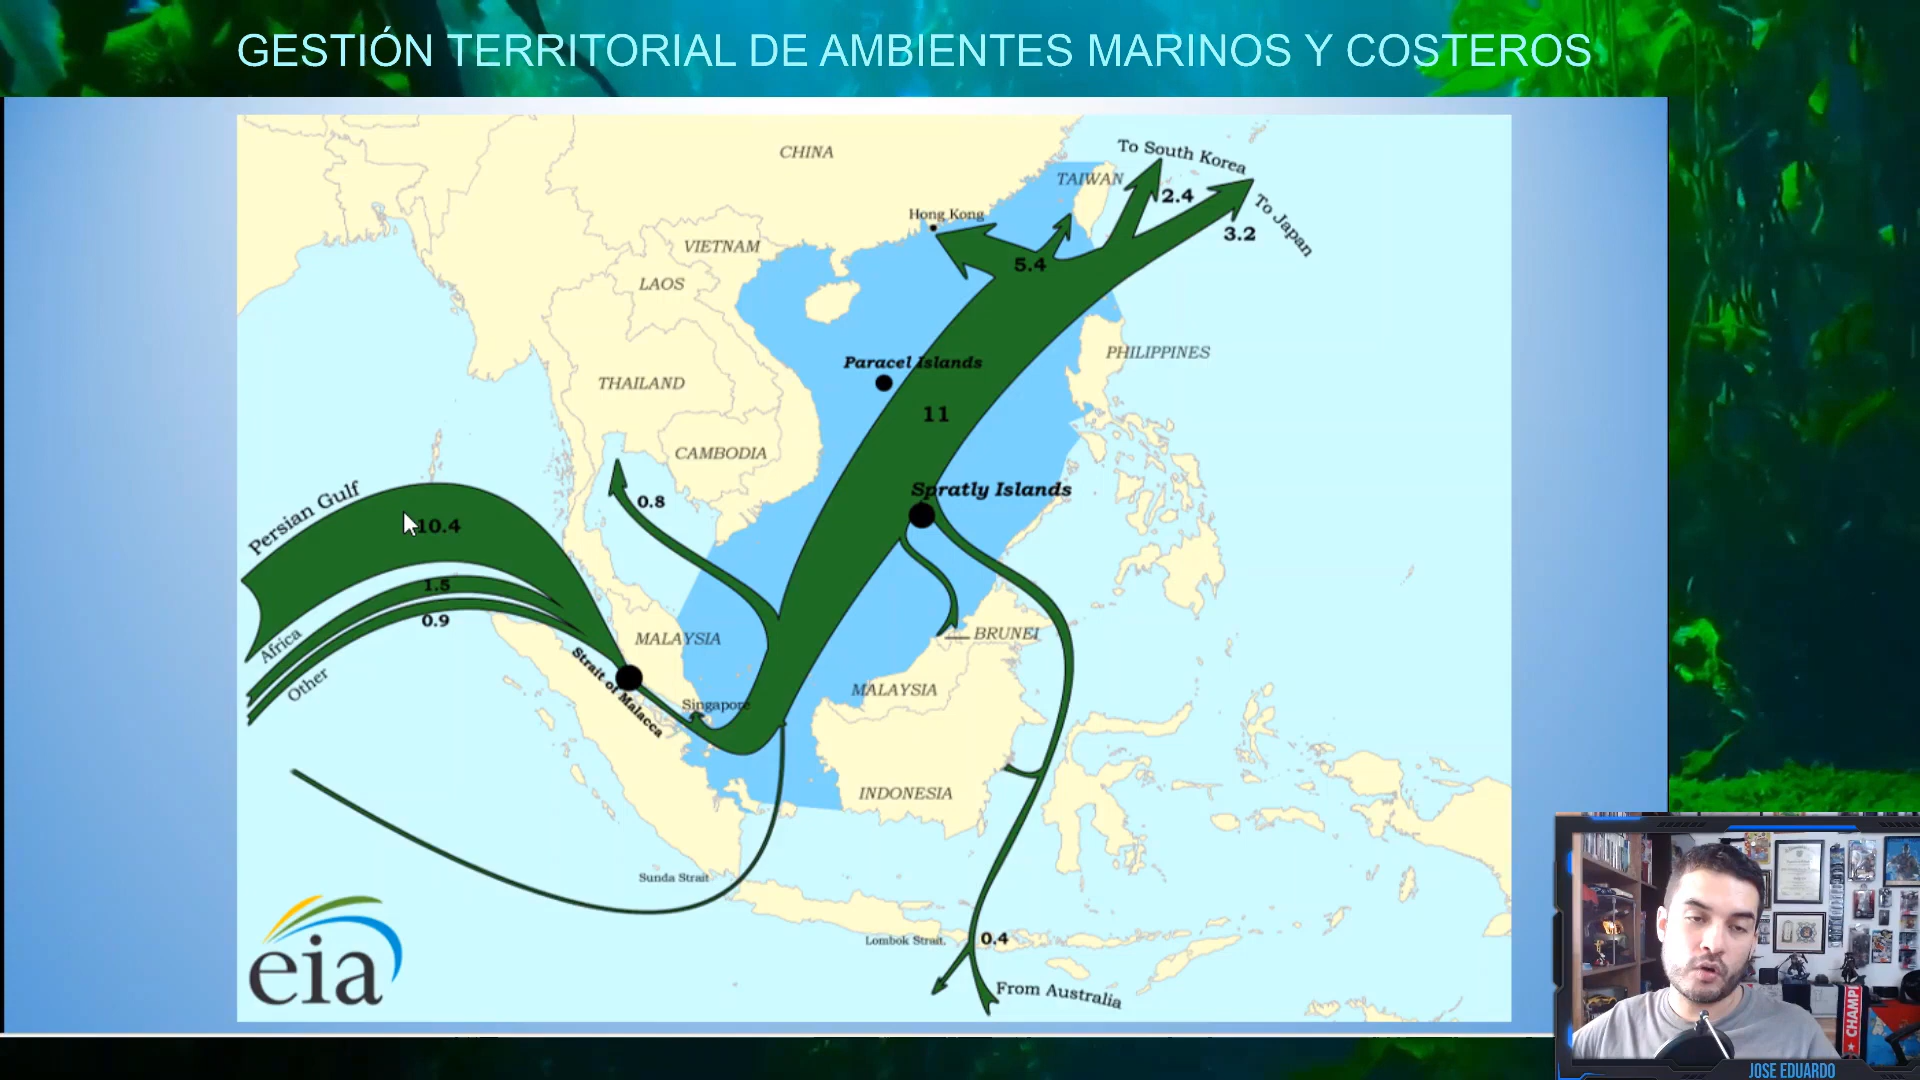 GESTIÓN TERRITORIAL DE AMBIENTES MARINOS Y COSTEROS
CHINA
To South Korea
TAIWAN
2.4
To Japan
Hong Kong
3.2
VIETNAM
5.4
LAOS
PHILIPPINES
Paracel Islands
THAILAND
11
CAMBODIA
Spratly Islands
Persian Gulf
0.8
10.4
1.5
0.9
Africa
MALAYSIA
BRUNEI
Other
Strait of Malacca
MALAYSIA
Singapore
INDONESIA
Sunda Strait
Lombok Strait.
0.4
From Australia
eia
CHAMPI
JOSE EDUARDO